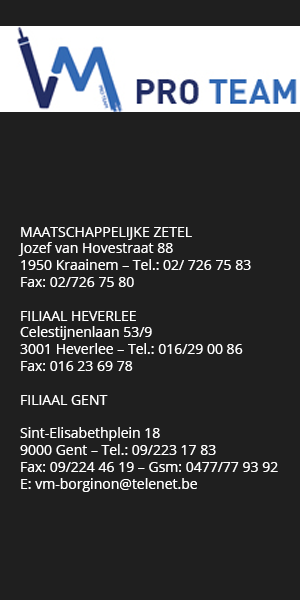 VM PRO TEAM
MAATSCHAPPELIJKE ZETEL
Jozef van Hovestraat 88
1950 Kraainem – Tel.: 02/ 726 75 83
Fax: 02/726 75 80
FILIAAL HEVERLEE
Celestijnenlaan 53/9
3001 Heverlee – Tel.: 016/29 00 86
Fax: 016 23 69 78
FILIAAL GENT
Sint-Elisabethplein 18
9000 Gent – Tel.: 09/223 17 83
Fax: 09/224 46 19 – Gsm: 0477/77 93 92
E: vm-borginon@telenet.be